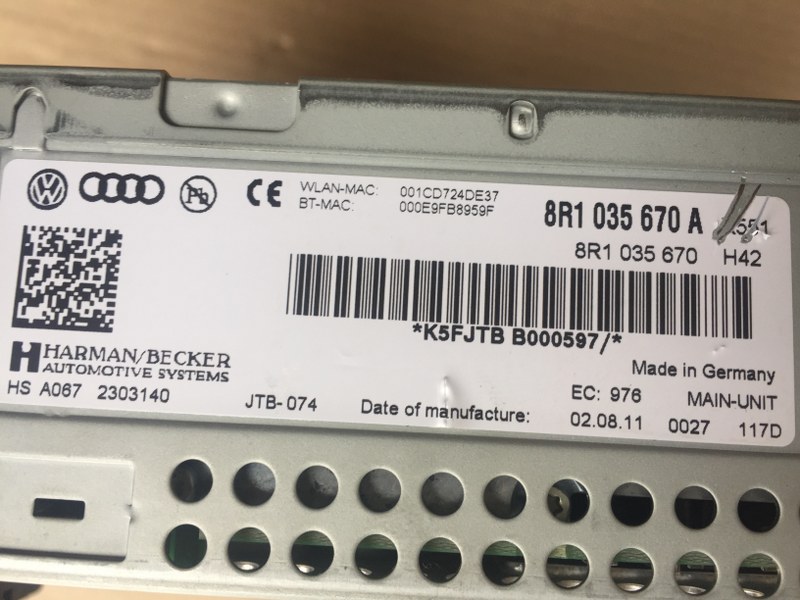 WLAN-MAC: 001CD724DE37
BT-MAC: 000E9FB8959F
8R1 035 670 A
8R1 035 670 H42
*K5FJTB B000597/*
HARMAN/BECKER
AUTOMOTIVE SYSTEMS
Made in Germany
HS A067 2303140
JTB-074
EC: 976 MAIN-UNIT
Date of manufacture: 02.08.11 0027 117D
VW
Pb
CE